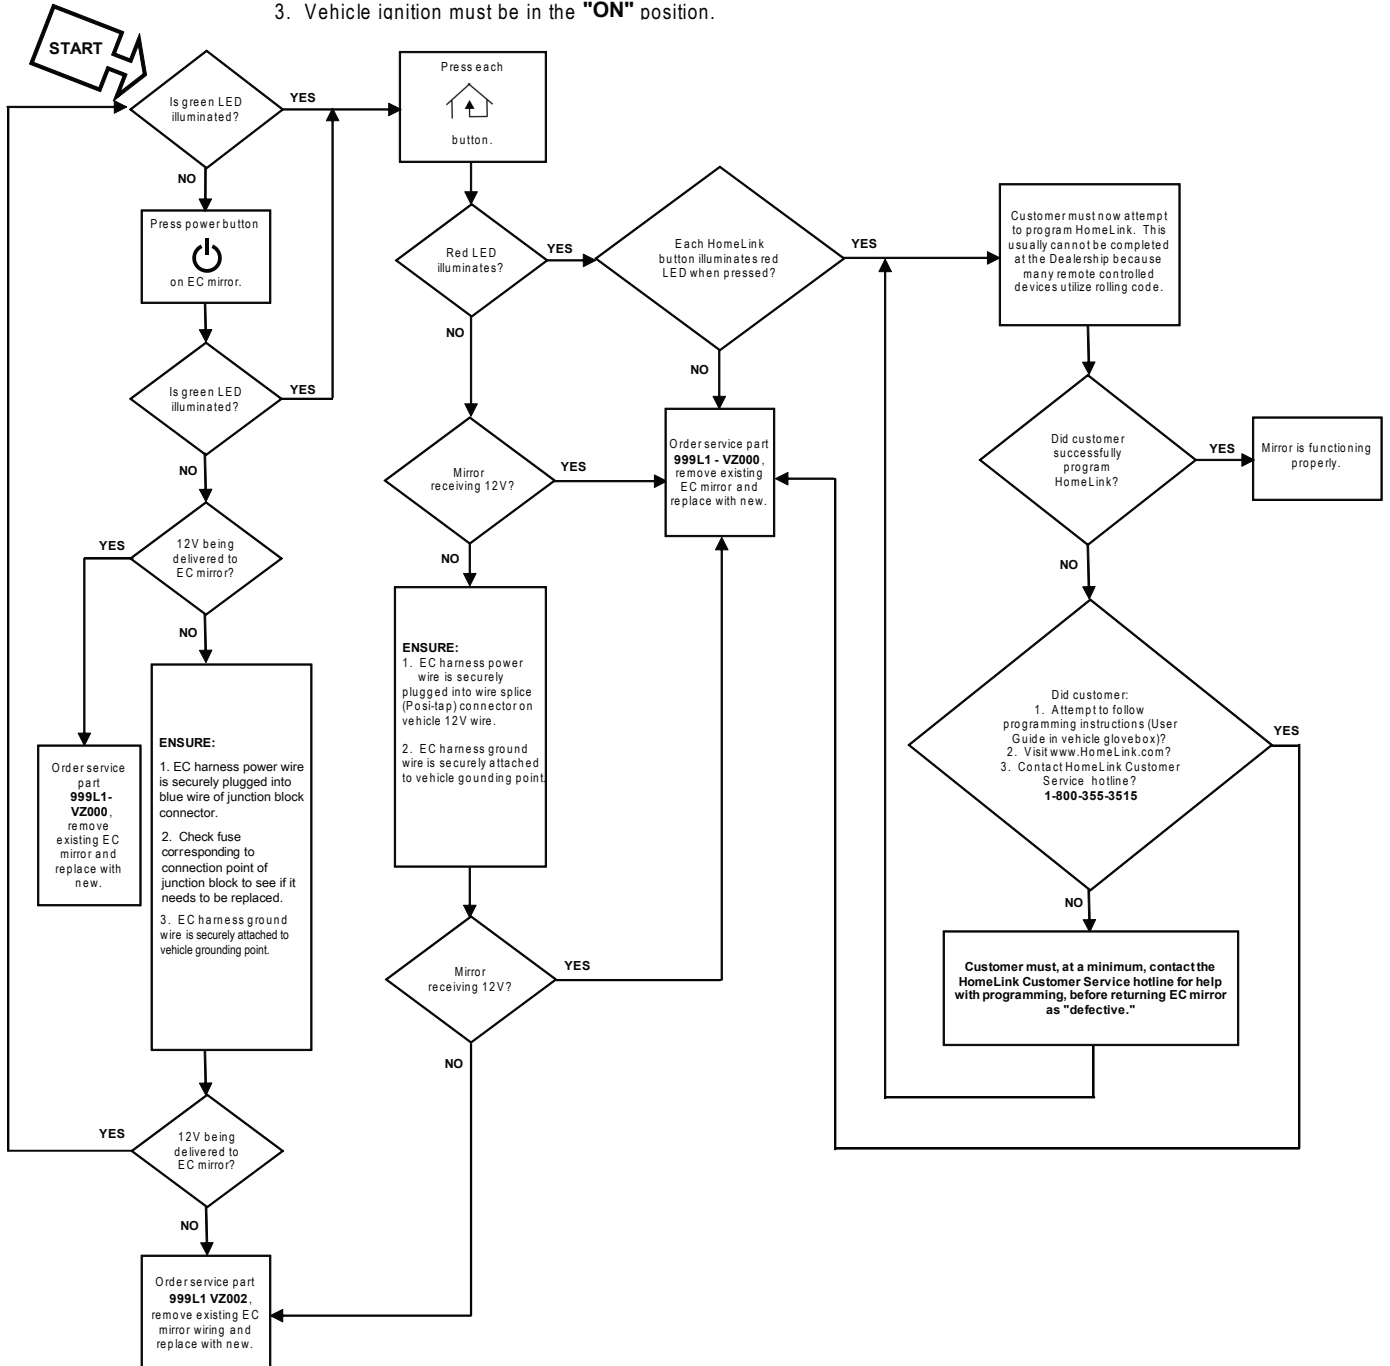 3. Vehicle ignition must be in the "ON" position.
START
Is green LED
illuminated?
YES
NO
Press power button
on EC mirror.
Is green LED
illuminated?
YES
NO
12V being
delivered to
EC mirror?
YES
NO
Order service
part
999L1-
VZ000,
remove
existing EC
mirror and
replace with
new.
ENSURE:
1. EC harness power wire
is securely plugged into
blue wire of junction block
connector.
2. Check fuse
corresponding to
connection point of
junction block to see if it
needs to be replaced.
3. EC harness ground
wire is securely attached to
vehicle grounding point.
12V being
delivered to
EC mirror?
YES
NO
Order service part
999L1 VZ002,
remove existing EC
mirror wiring and
replace with new.
Press each
button.
Red LED
illuminates?
YES
NO
Mirror
receiving 12V?
YES
NO
ENSURE:
1. EC harness power
wire is securely
plugged into wire splice
(Posi-tap) connector on
vehicle 12V wire.
2. EC harness ground
wire is securely attached
to vehicle grounding point.
Mirror
receiving 12V?
YES
NO
Each HomeLink
button illuminates red
LED when pressed?
YES
NO
Order service part
999L1 - VZ000,
remove existing
EC mirror and
replace with new.
Customer must now attempt
to program HomeLink. This
usually cannot be completed
at the Dealership because
many remote controlled
devices utilize rolling code.
Did customer
successfully
program
HomeLink?
YES
NO
Mirror is functioning
properly.
Did customer:
1. Attempt to follow
programming instructions (User
Guide in vehicle glovebox)?
2. Visit www.HomeLink.com?
3. Contact HomeLink Customer
Service hotline?
1-800-355-3515
YES
NO
Customer must, at a minimum, contact the
HomeLink Customer Service hotline for help
with programming, before returning EC mirror
as "defective."